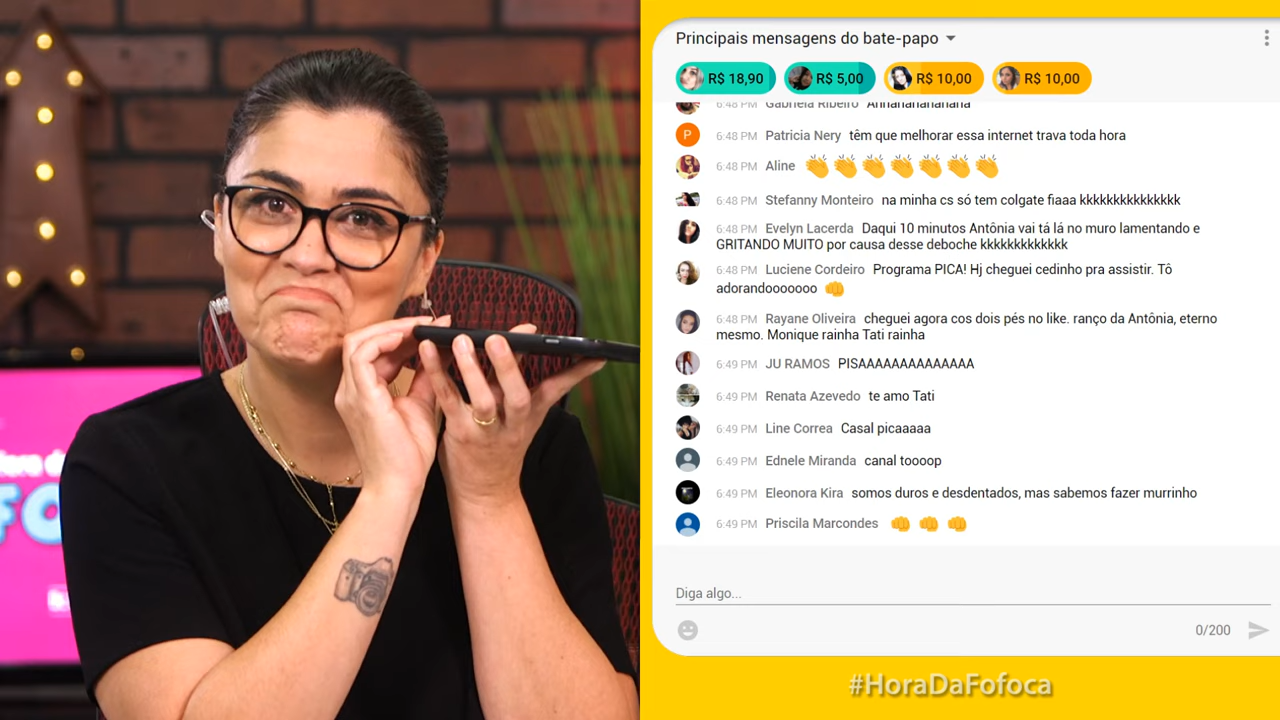 Principais mensagens do bate-papo
R$ 18,90
R$ 5,00
R$ 10,00
R$ 10,00
6:48 PM Gabriela Ribeiro
6:48 PM Patricia Nery têm que melhorar essa internet trava toda hora
P
6:48 PM Aline 👏👏👏👏👏👏👏
6:48 PM Stefanny Monteiro na minha cs só tem colgate fiaaa kkkkkkkkkkkkkkk
6:48 PM Evelyn Lacerda Daqui 10 minutos Antônia vai tá lá no muro lamentando e
GRITANDO MUITO por causa desse deboche kkkkkkkkkkkkk
6:48 PM Luciene Cordeiro Programa PICA! Hj cheguei cedinho pra assistir. Tô
adorandooooooo 👊
6:48 PM Rayane Oliveira cheguei agora cos dois pés no like. ranço da Antônia, eterno
mesmo. Monique rainha Tati rainha
6:49 PM JU RAMOS PISAAAAAAAAAAAAAA
6:49 PM Renata Azevedo te amo Tati
6:49 PM Line Correa Casal picaaaaa
6:49 PM Ednele Miranda canal toooop
6:49 PM Eleonora Kira somos duros e desdentados, mas sabemos fazer murrinho
6:49 PM Priscila Marcondes 👊 👊 👊
Diga algo...
0/200
#HoraDaFofoca